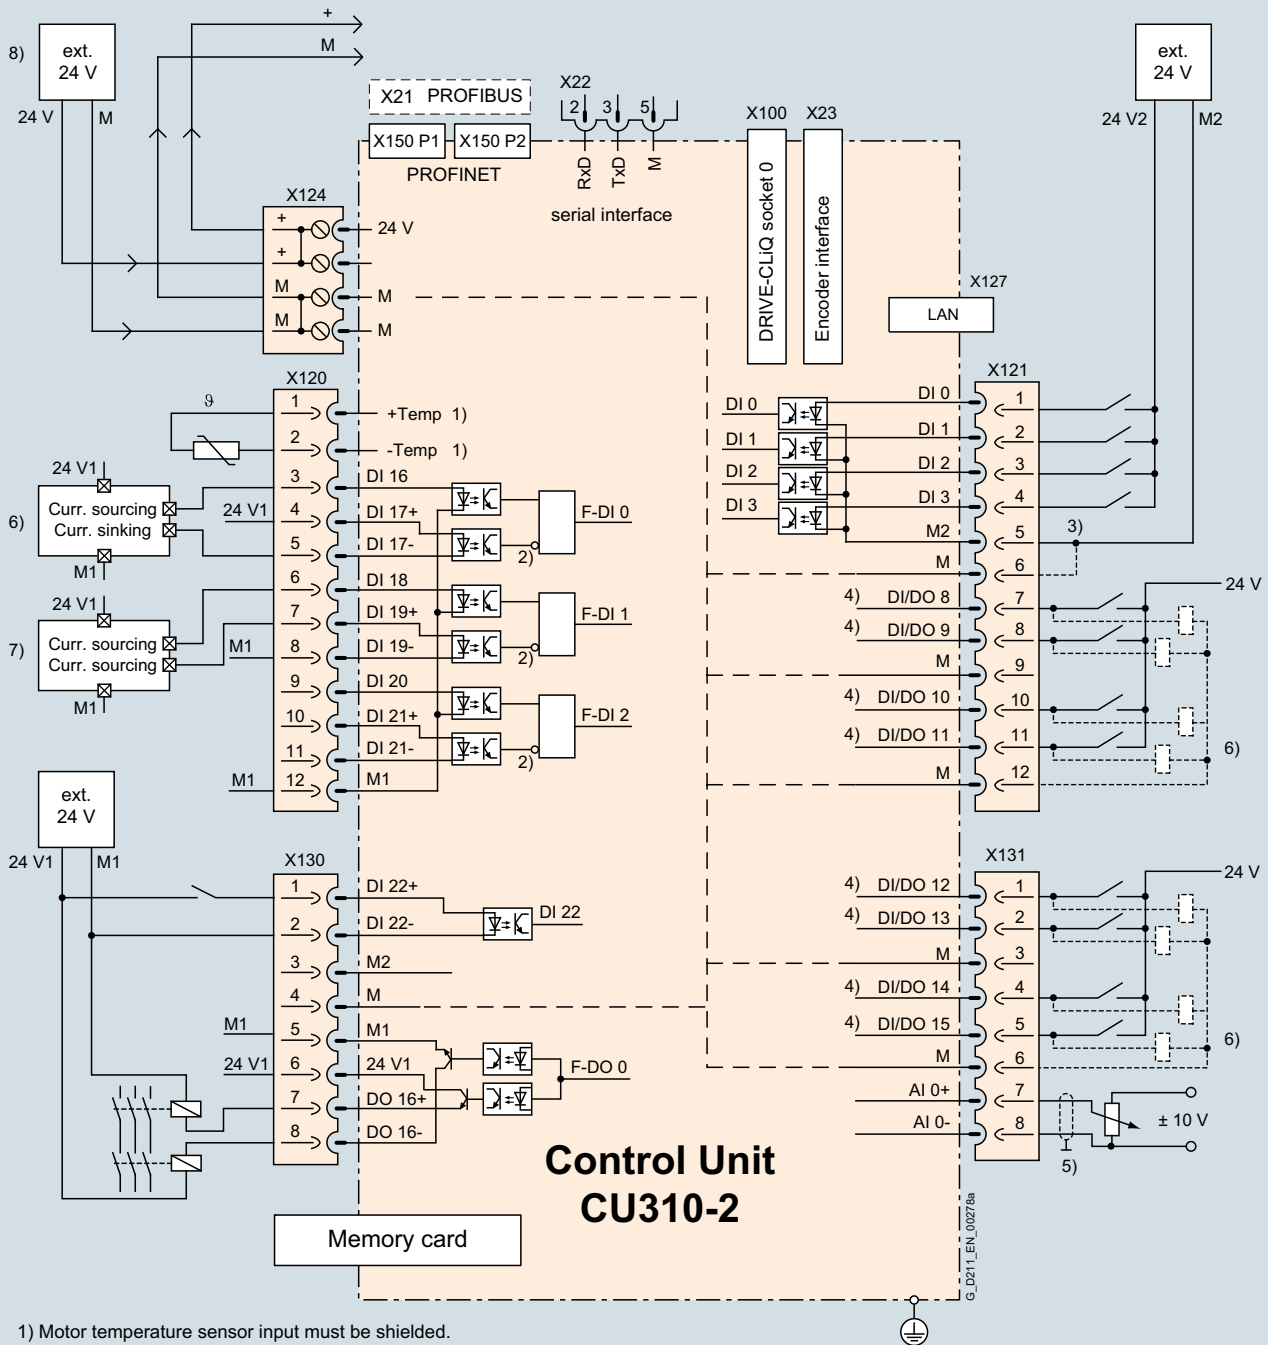 8)
ext.
24 V
24 V
M
+
M
X21 PROFIBUS
X150 P1
X150 P2
PROFINET
X22
2
3
5
RxD
TxD
M
serial interface
X100
DRIVE-CLiQ socket 0
X23
Encoder interface
X127
LAN
ext.
24 V
24 V2
M2
X124
+
24 V
+
M
M
M
M
X120
ϑ
1
+Temp 1)
2
-Temp 1)
3
DI 16
4
24 V1
DI 17+
5
DI 17-
6
DI 18
7
DI 19+
8
M1
DI 19-
9
DI 20
10
DI 21+
11
DI 21-
12
M1
M1
F-DI 0
2)
F-DI 1
2)
F-DI 2
2)
6)
24 V1
Curr. sourcing
Curr. sinking
M1
7)
24 V1
Curr. sourcing
Curr. sourcing
M1
X121
DI 0
DI 0
1
DI 1
DI 1
2
DI 2
DI 2
3
DI 3
DI 3
4
M2
5
3)
M
6
4) DI/DO 8
7
24 V
4) DI/DO 9
8
M
9
4) DI/DO 10
10
4) DI/DO 11
11
6)
M
12
ext.
24 V
24 V1
M1
X130
1
DI 22+
2
DI 22-
DI 22
3
M2
4
M
M1
5
M1
24 V1
6
24 V1
7
DO 16+
8
DO 16-
F-DO 0
X131
4) DI/DO 12
1
24 V
4) DI/DO 13
2
M
3
4) DI/DO 14
4
4) DI/DO 15
5
6)
M
6
AI 0+
7
AI 0-
8
5)
± 10 V
Control Unit
CU310-2
Memory card
G_D211_EN_00278a
1) Motor temperature sensor input must be shielded.